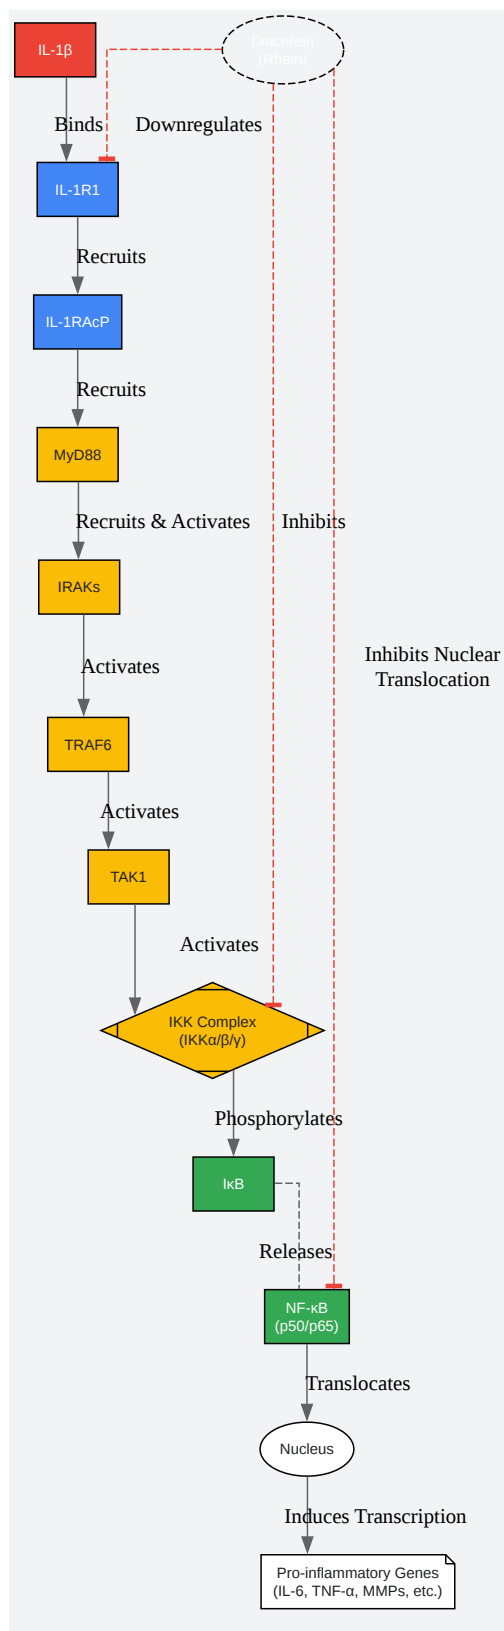 IL-1β
Diacerein
(Rhein)
Binds
Downregulates
IL-1R1
Recruits
IL-1RAcP
Recruits
MyD88
Recruits & Activates
Inhibits
IRAKs
Inhibits Nuclear
Translocation
Activates
TRAF6
Activates
TAK1
Activates
IKK Complex
(IKKα/β/γ)
Phosphorylates
IκB
Releases
NF-κB
(p50/p65)
Translocates
Nucleus
Induces Transcription
Pro-inflammatory Genes
(IL-6, TNF-α, MMPs, etc.)